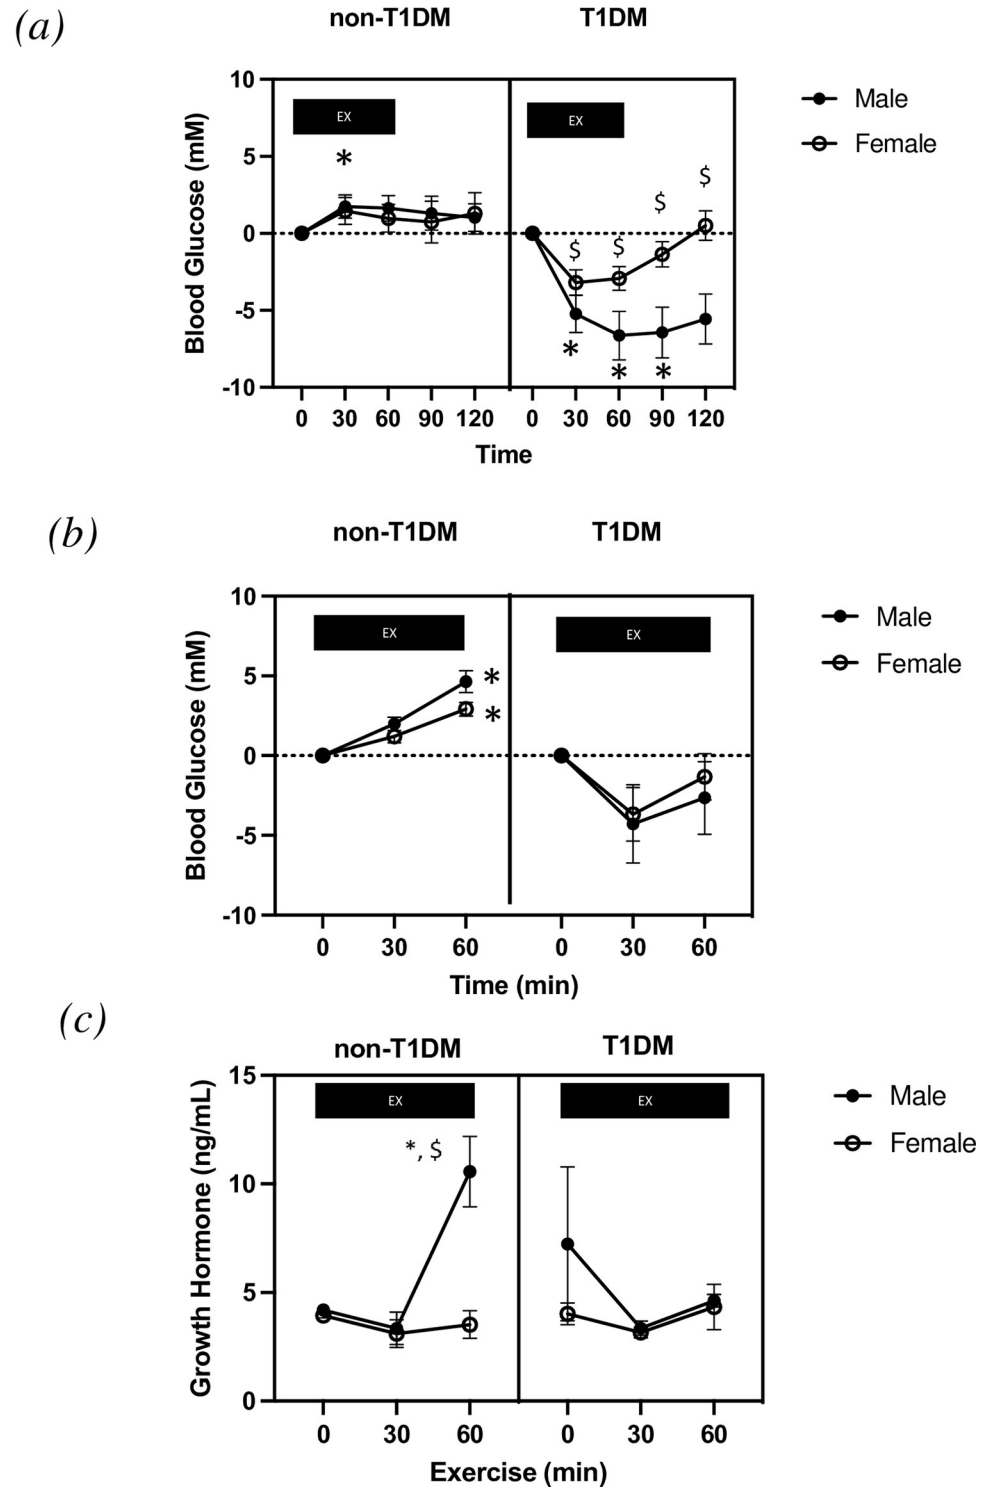 (a)
non-T1DM T1DM
10
5
0
-5
-10
Blood Glucose (mM)
EX EX
*
$ $ $ $
* * *
0 30 60 90 120 0 30 60 90 120
Time
Male
Female
(b)
non-T1DM T1DM
10
5
0
-5
-10
Blood Glucose (mM)
EX EX
*
*
0 30 60 0 30 60
Time (min)
Male
Female
(c)
non-T1DM T1DM
15
10
5
0
Growth Hormone (ng/mL)
EX EX
*, $
0 30 60 0 30 60
Exercise (min)
Male
Female